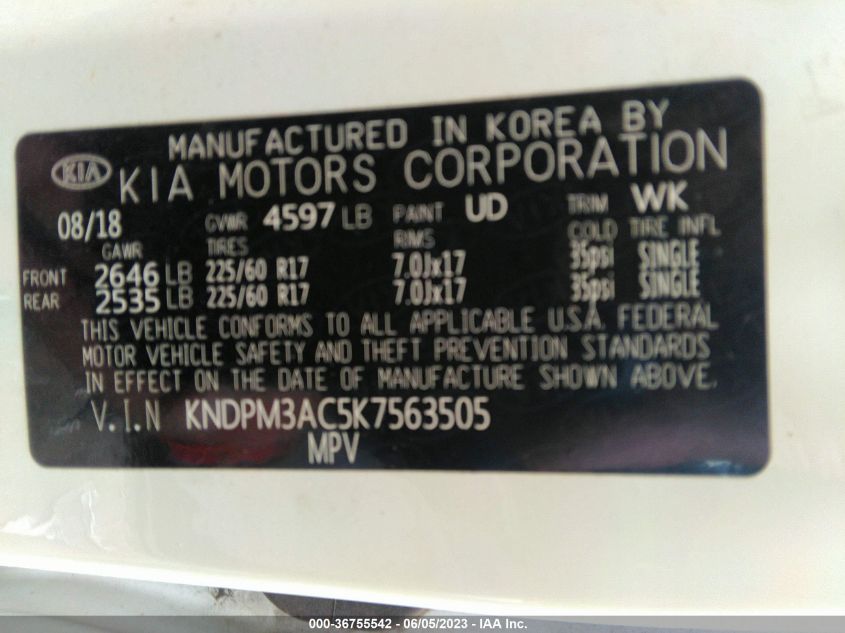 MANUFACTURED IN KOREA BY
KIA KIA MOTORS CORPORATION
08/18 GVWR 4597 LB PAINT UD TRIM WK
GAWR TIRES RIMS COLD TIRE INFL
FRONT 2646 LB 225/60 R17 7.0Jx17 35psi SINGLE
REAR 2535 LB 225/60 R17 7.0Jx17 35psi SINGLE
THIS VEHICLE CONFORMS TO ALL APPLICABLE U.S.A. FEDERAL
MOTOR VEHICLE SAFETY AND THEFT PREVENTION STANDARDS
IN EFFECT ON THE DATE OF MANUFACTURE SHOWN ABOVE.
V.I.N KNDPM3AC5K7563505
MPV
000-36755542 - 06/05/2023 - IAA Inc.